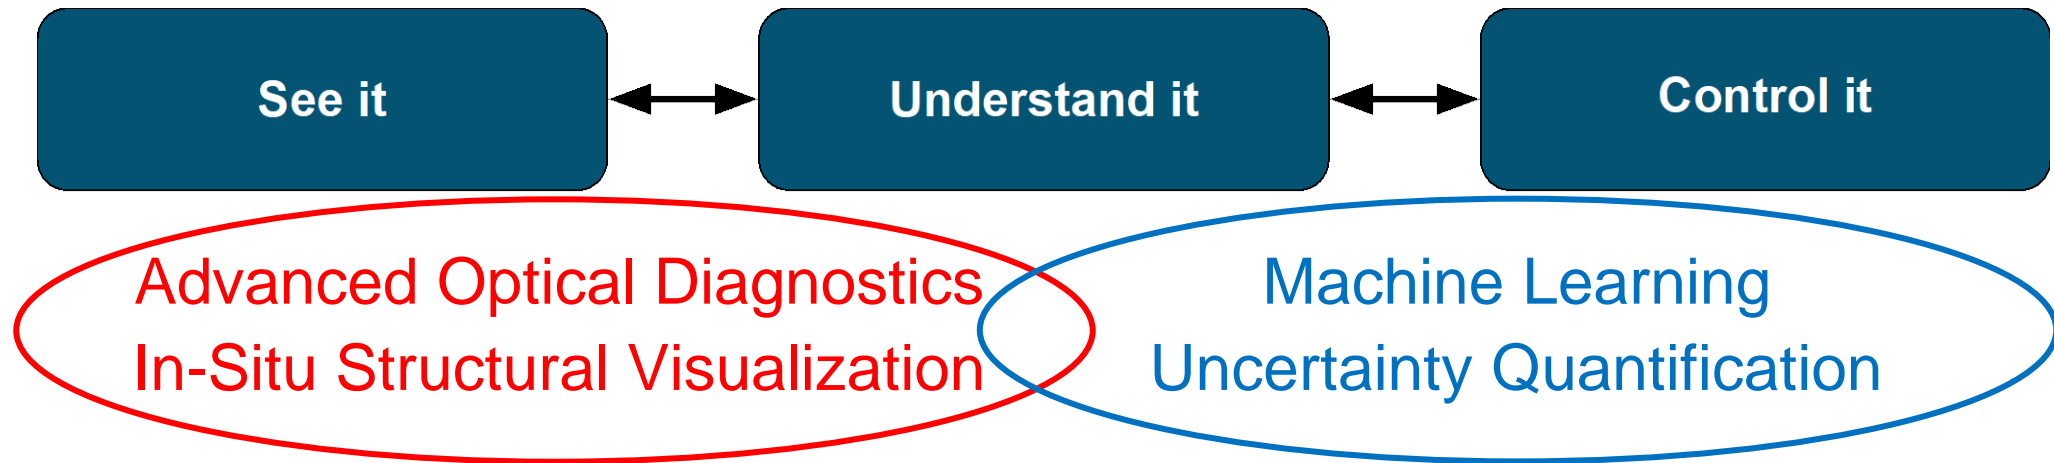 See it
Understand it
Control it
Advanced Optical Diagnostics
In-Situ Structural Visualization
Machine Learning
Uncertainty Quantification